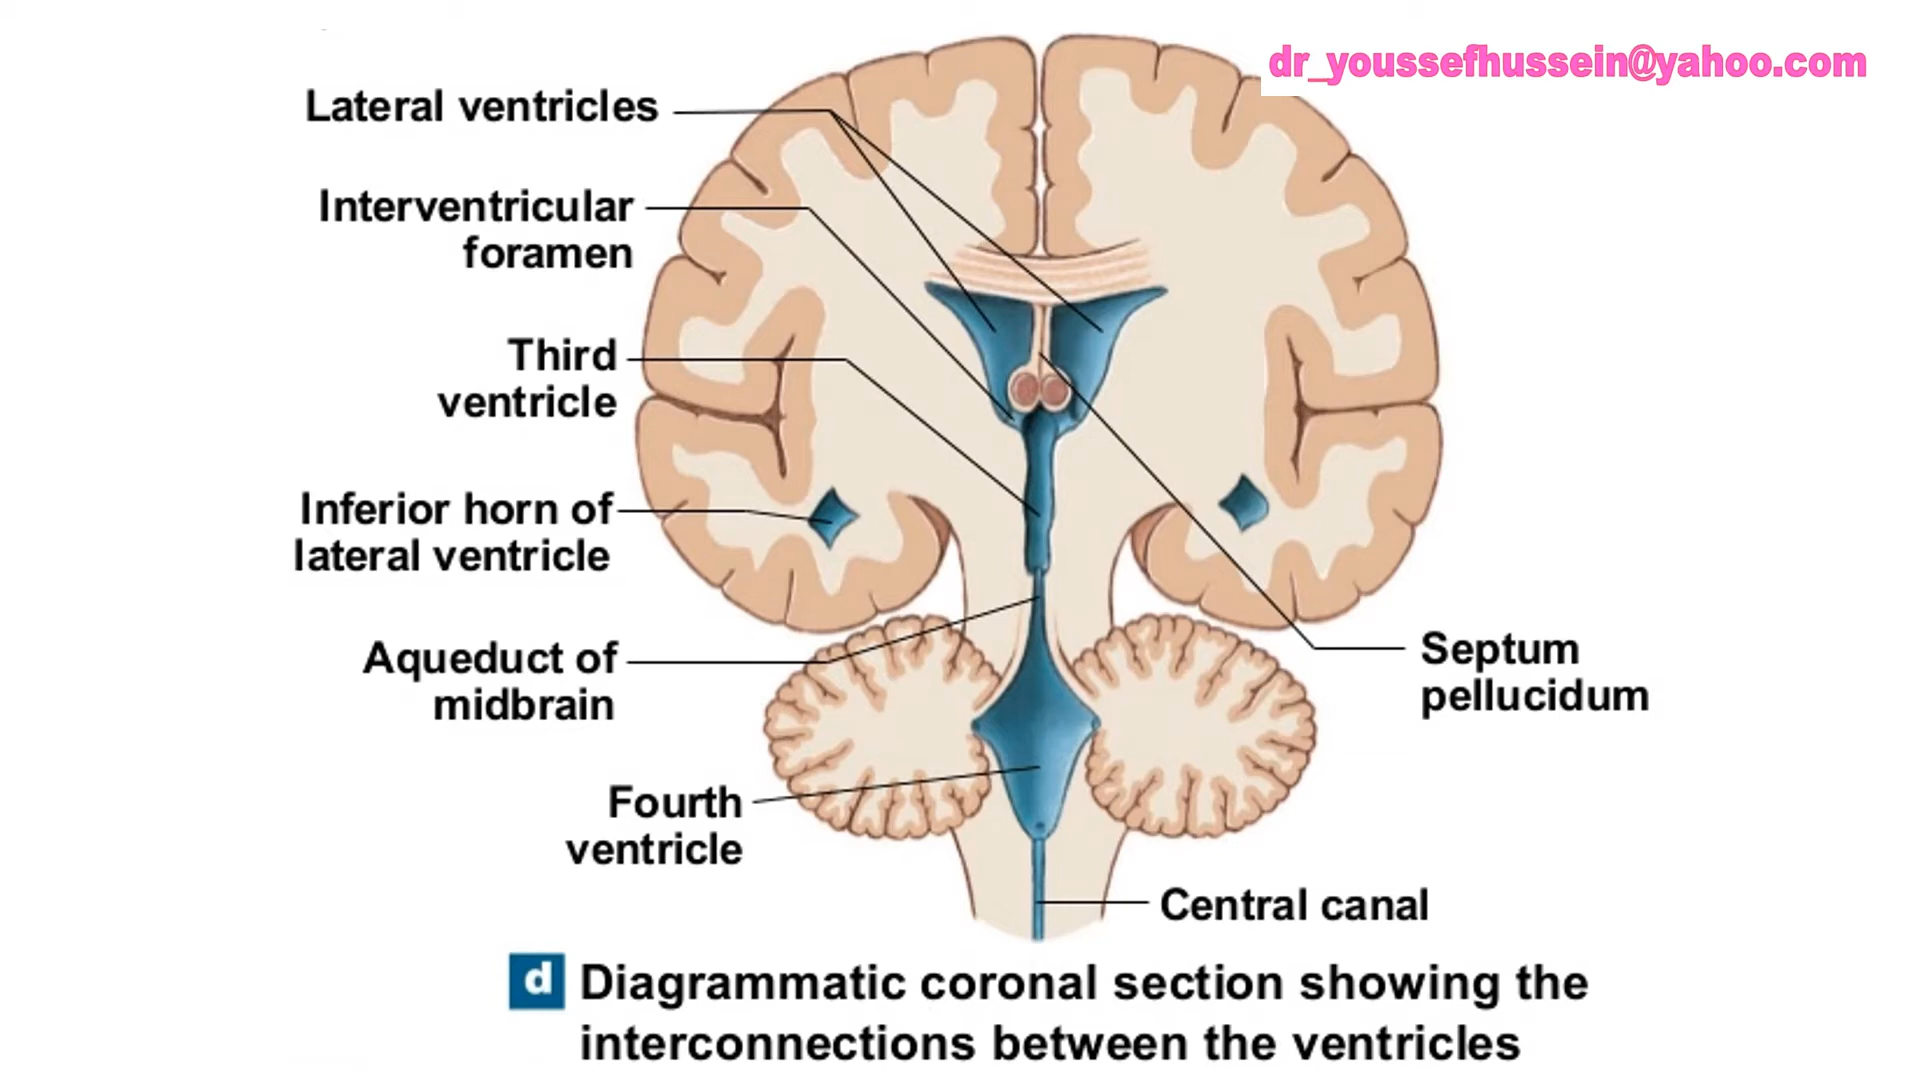 dr_youssefhussein@yahoo.com
Lateral ventricles
Interventricular
foramen
Third
ventricle
Inferior horn of
lateral ventricle
Aqueduct of
midbrain
Septum
pellucidum
Fourth
ventricle
Central canal
d Diagrammatic coronal section showing the
interconnections between the ventricles